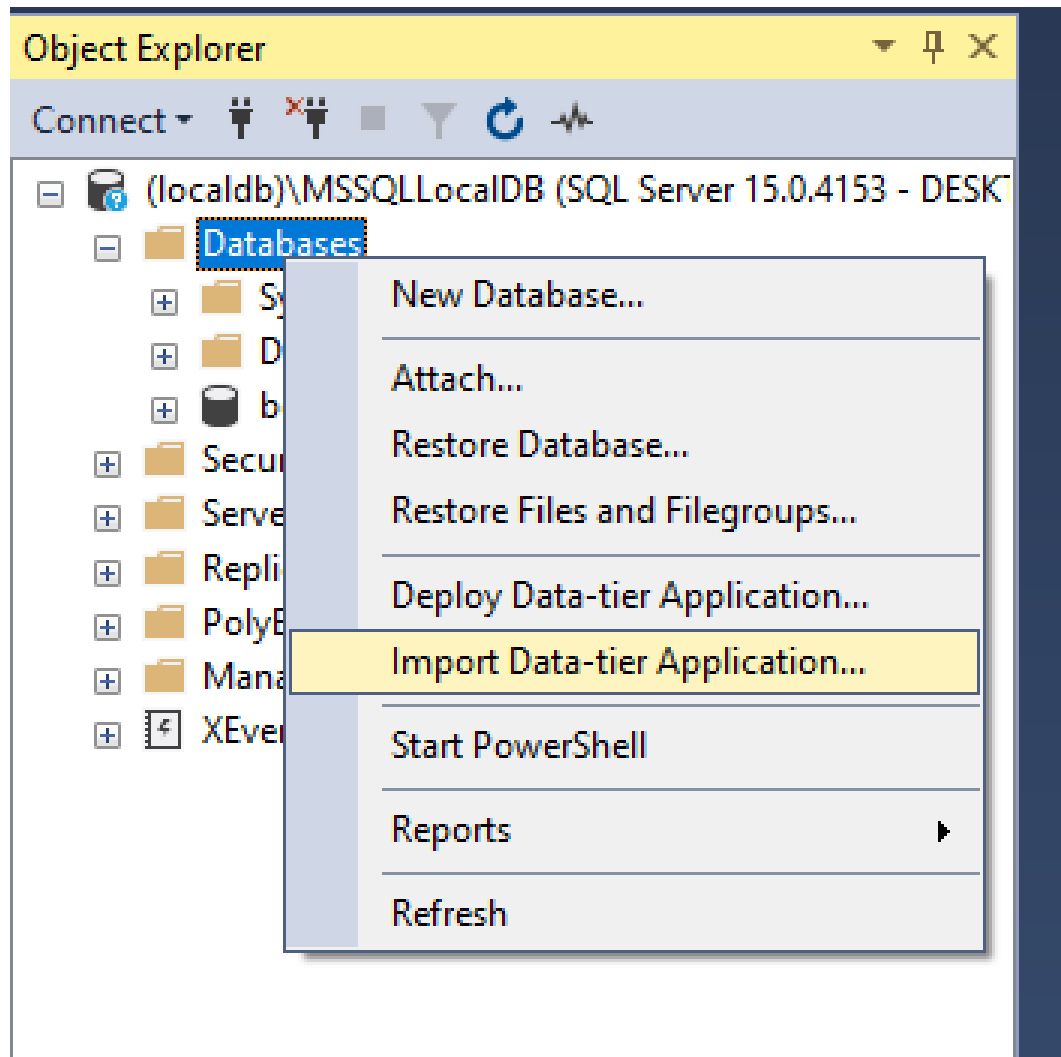 Object Explorer
Connect
(localdb)\MSSQLLocalDB (SQL Server 15.0.4153 - DESKT
Databases
New Database...
Attach...
Restore Database...
Restore Files and Filegroups...
Deploy Data-tier Application...
Import Data-tier Application...
Start PowerShell
Reports
Refresh